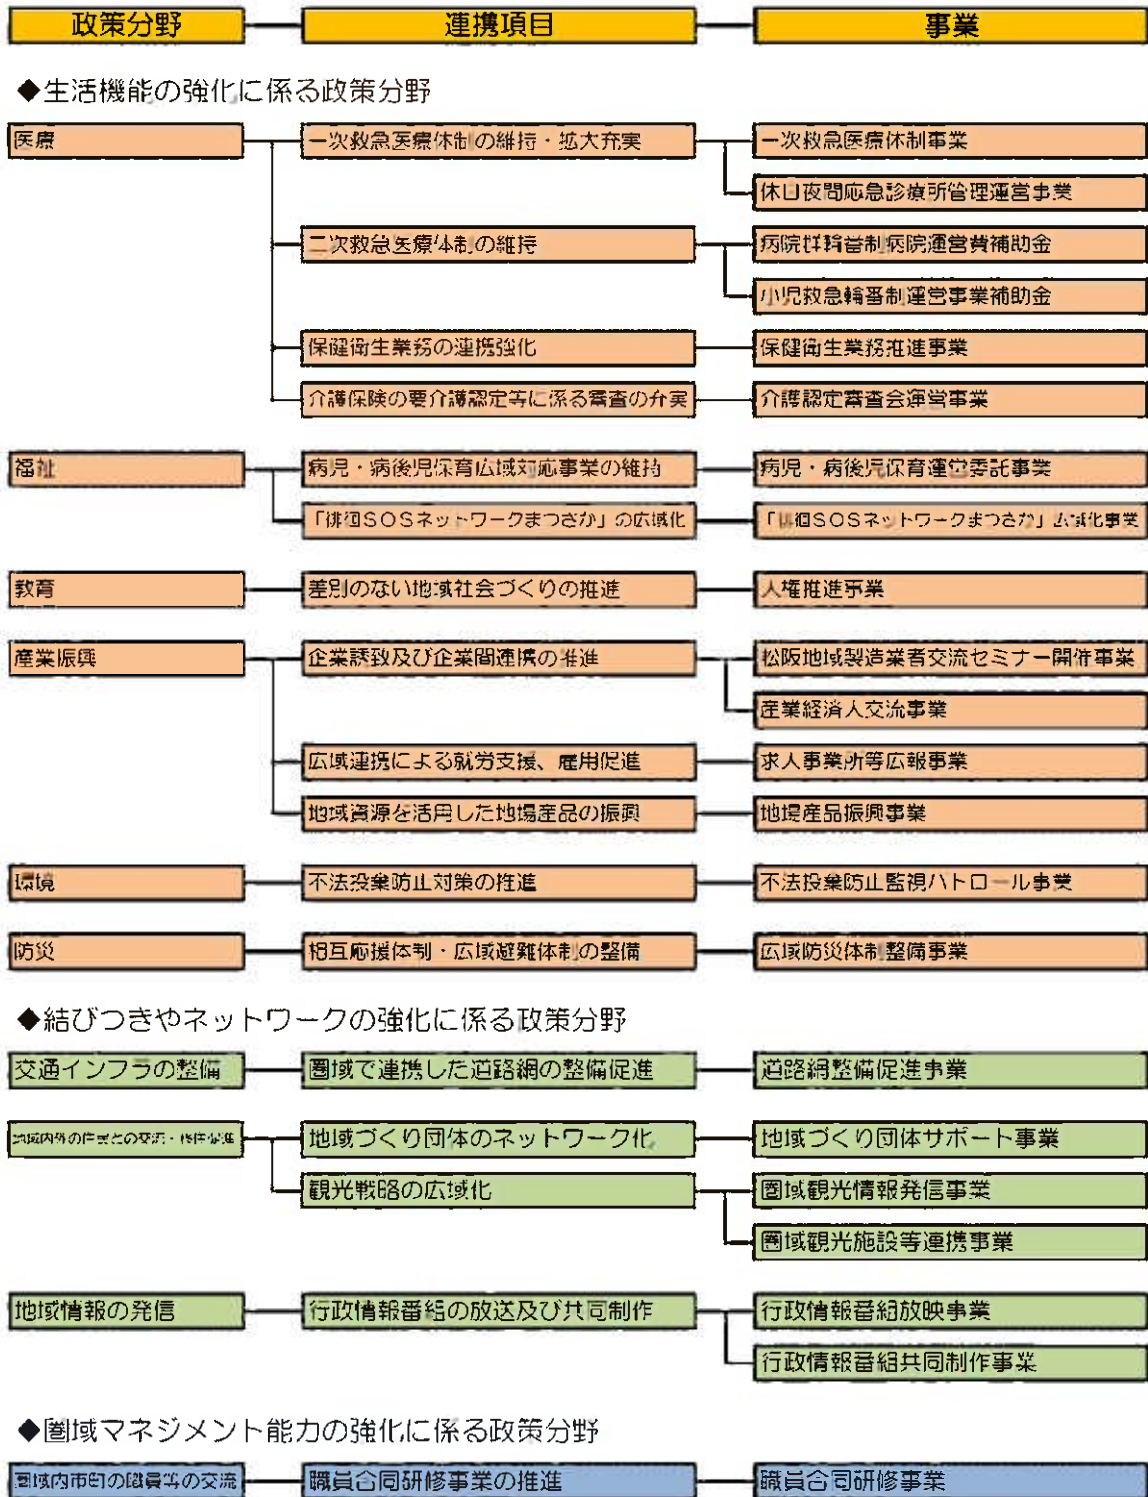 政策分野 連携項目 事業
◆生活機能の強化に係る政策分野
医療 一次救急医療体制の維持・拡大充実 一次救急医療体制事業
休日夜間応急診療所管理運営事業
二次救急医療体制の維持 病院群輪番制病院運営費補助金
小児救急輪番制運営事業補助金
保健衛生業務の連携強化 保健衛生業務推進事業
介護保険の要介護認定等に係る審査の充実 介護認定審査会運営事業
福祉 病児・病後児保育広域対応事業の維持 病児・病後児保育運営委託事業
「徘徊SOSネットワークまつさか」の広域化 「徘徊SOSネットワークまつさか」広域化事業
教育 差別のない地域社会づくりの推進 人権推進事業
産業振興 企業誘致及び企業間連携の推進 松阪地域製造業者交流セミナー開催事業
産業経済人交流事業
広域連携による就労支援、雇用促進 求人事業所等広報事業
地域資源を活用した地場産品の振興 地場産品振興事業
環境 不法投棄防止対策の推進 不法投棄防止監視パトロール事業
防災 相互応援体制・広域避難体制の整備 広域防災体制整備事業
◆結びつきやネットワークの強化に係る政策分野
交通インフラの整備 圏域で連携した道路網の整備促進 道路網整備促進事業
地域内外の住民との交流・移住促進 地域づくり団体のネットワーク化 地域づくり団体サポート事業
観光戦略の広域化 圏域観光情報発信事業
圏域観光施設等連携事業
地域情報の発信 行政情報番組の放送及び共同制作 行政情報番組放映事業
行政情報番組共同制作事業
◆圏域マネジメント能力の強化に係る政策分野
圏域内市町の職員等の交流 職員合同研修事業の推進 職員合同研修事業